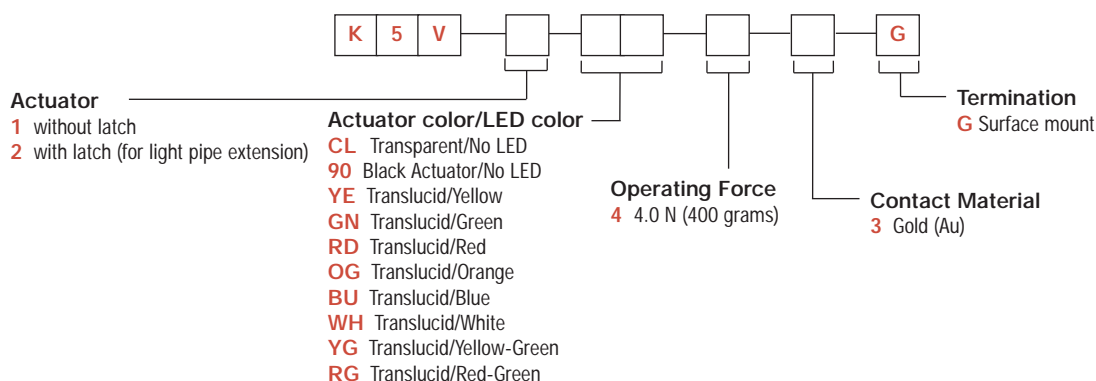 K 5 V G
Actuator
1 without latch
2 with latch (for light pipe extension)
Actuator color/LED color
CL Transparent/No LED
90 Black Actuator/No LED
YE Translucid/Yellow
GN Translucid/Green
RD Translucid/Red
OG Translucid/Orange
BU Translucid/Blue
WH Translucid/White
YG Translucid/Yellow-Green
RG Translucid/Red-Green
Operating Force
4 4.0 N (400 grams)
Contact Material
3 Gold (Au)
Termination
G Surface mount